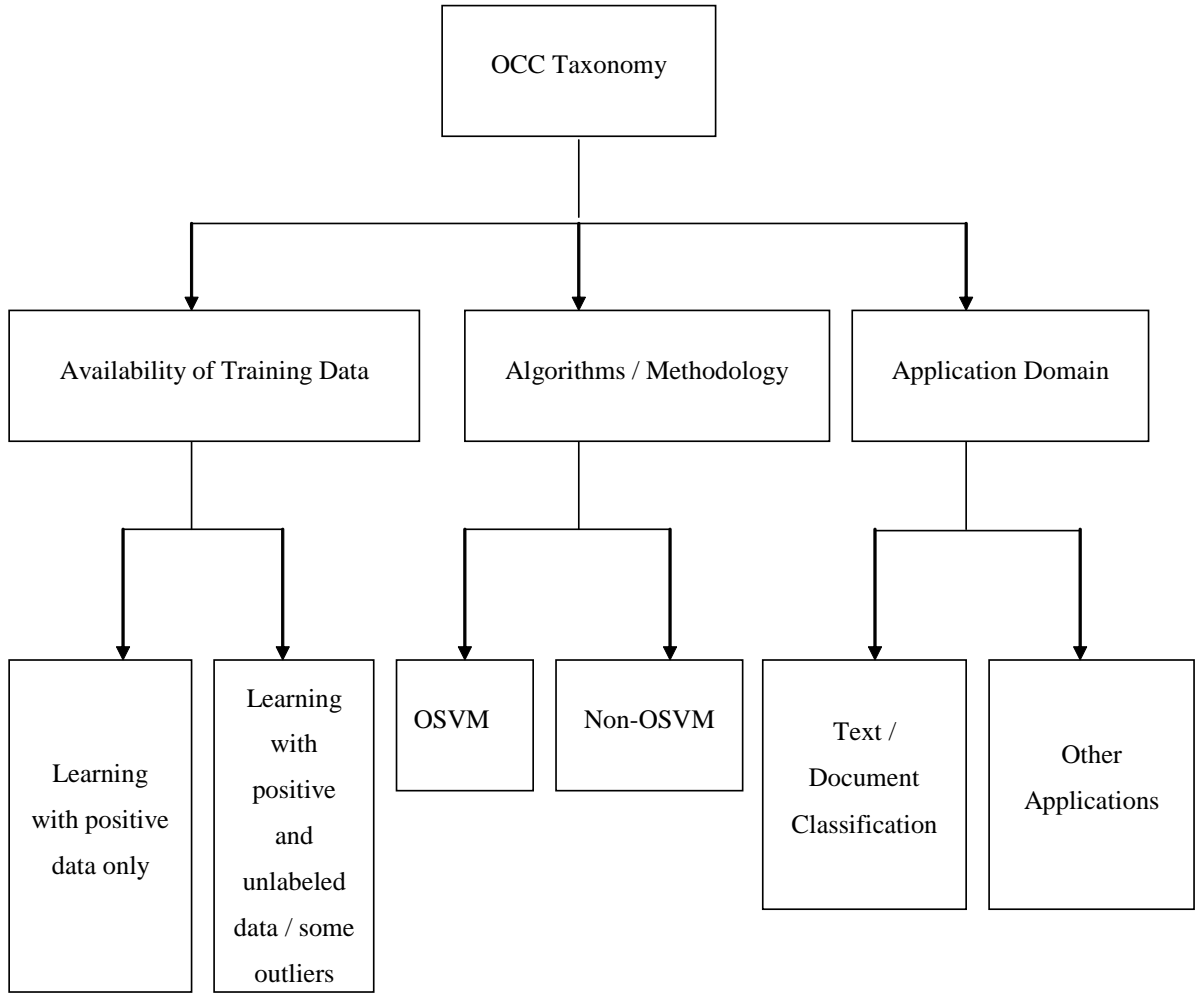 OCC Taxonomy
Availability of Training Data
Algorithms / Methodology
Application Domain
Learning
with positive
data only
Learning
with
positive
and
unlabeled
data / some
outliers
OSVM
Non-OSVM
Text /
Document
Classification
Other
Applications